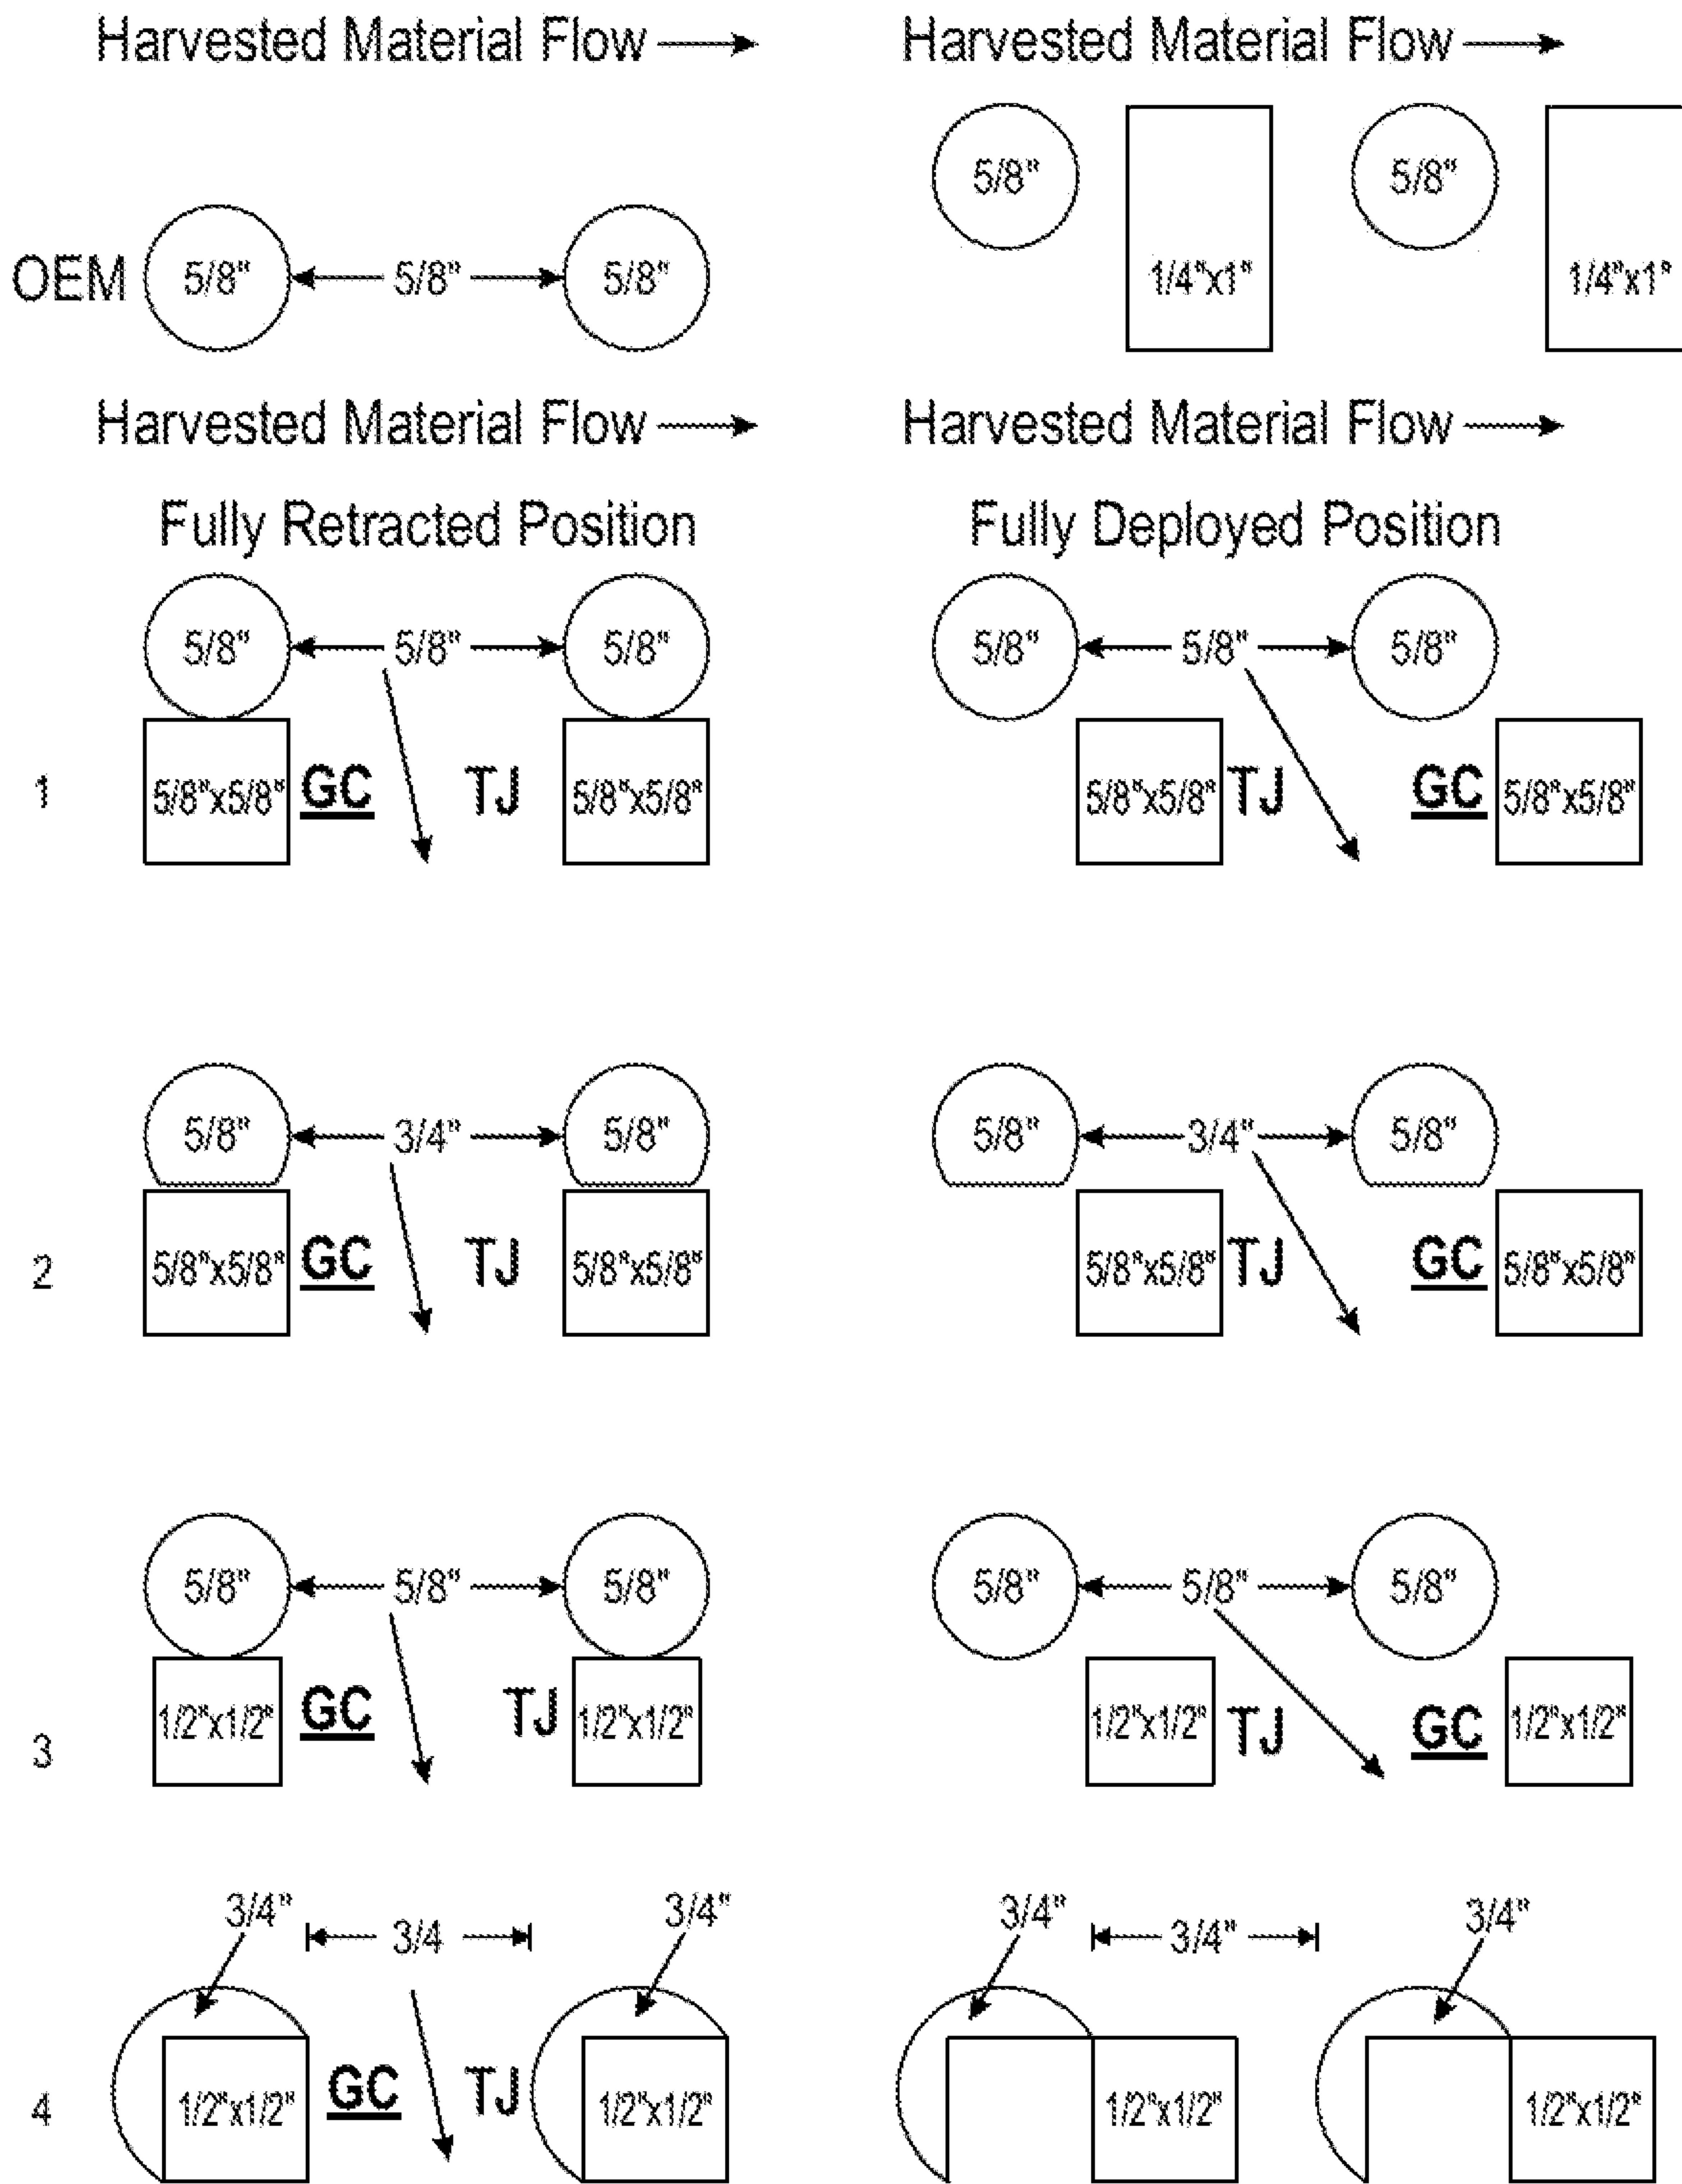 Harvested Material Flow Harvested Material Flow
5/8" 5/8"
OEM 5/8" 5/8" 5/8" 1/4"x1" 1/4"x1"
Harvested Material Flow Harvested Material Flow
Fully Retracted Position Fully Deployed Position
5/8" 5/8" 5/8" 5/8" 5/8" 5/8"
1 5/8"x5/8" GC TJ 5/8"x5/8" 5/8"x5/8" TJ GC 5/8"x5/8"
5/8" 3/4" 5/8" 5/8" 3/4" 5/8"
2 5/8"x5/8" GC TJ 5/8"x5/8" 5/8"x5/8" TJ GC 5/8"x5/8"
5/8" 5/8" 5/8" 5/8" 5/8" 5/8"
3 1/2"x1/2" GC TJ 1/2"x1/2" 1/2"x1/2" TJ GC 1/2"x1/2"
3/4" 3/4 3/4" 3/4" 3/4" 3/4"
4 1/2"x1/2" GC TJ 1/2"x1/2" 1/2"x1/2" 1/2"x1/2"